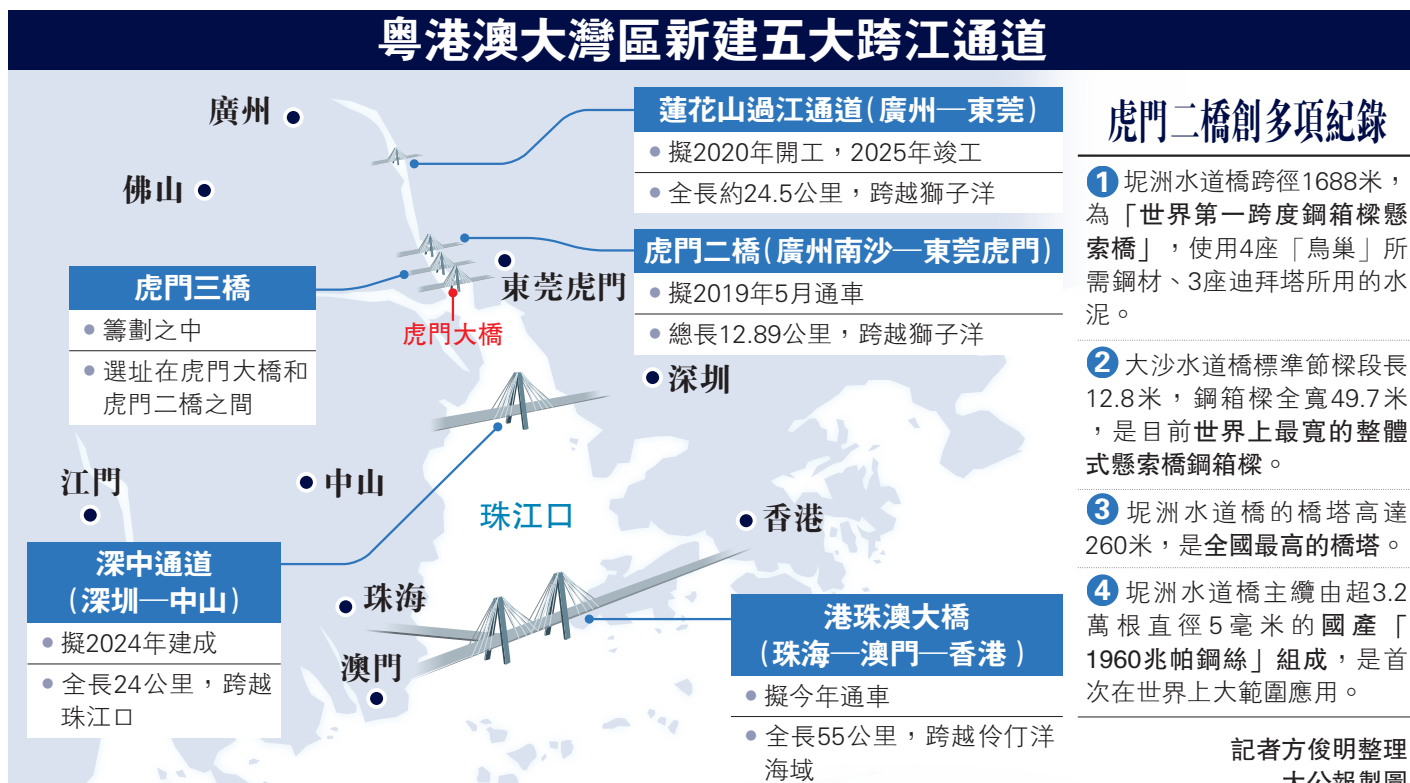 粵港澳大灣區新建五大跨江通道
廣州
佛山
蓮花山過江通道(廣州—東莞)
擬2020年開工,2025年竣工
全長約24.5公里,跨越獅子洋
虎門二橋(廣州南沙—東莞虎門)
擬2019年5月通車
總長12.89公里,跨越獅子洋
東莞虎門
虎門三橋
籌劃之中
選址在虎門大橋和
虎門二橋之間
虎門大橋
深圳
江門
中山
珠江口
香港
深中通道
(深圳—中山)
擬2024年建成
全長24公里,跨越
珠江口
珠海
澳門
港珠澳大橋
(珠海—澳門—香港)
擬今年通車
全長55公里,跨越伶仃洋
海域
虎門二橋創多項紀錄
1 坭洲水道橋跨徑1688米,
為「世界第一跨度鋼箱樑懸
索橋」,使用4座「鳥巢」所
需鋼材、3座迪拜塔所用的水
泥。
2 大沙水道橋標準節樑段長
12.8米,鋼箱樑全寬49.7米
,是目前世界上最寬的整體
式懸索橋鋼箱樑。
3 坭洲水道橋的橋塔高達
260米,是全國最高的橋塔。
4 坭洲水道橋主纜由超3.2
萬根直徑5毫米的國產「
1960兆帕鋼絲」組成,是首
次在世界上大範圍應用。
記者方俊明整理
大公報製圖